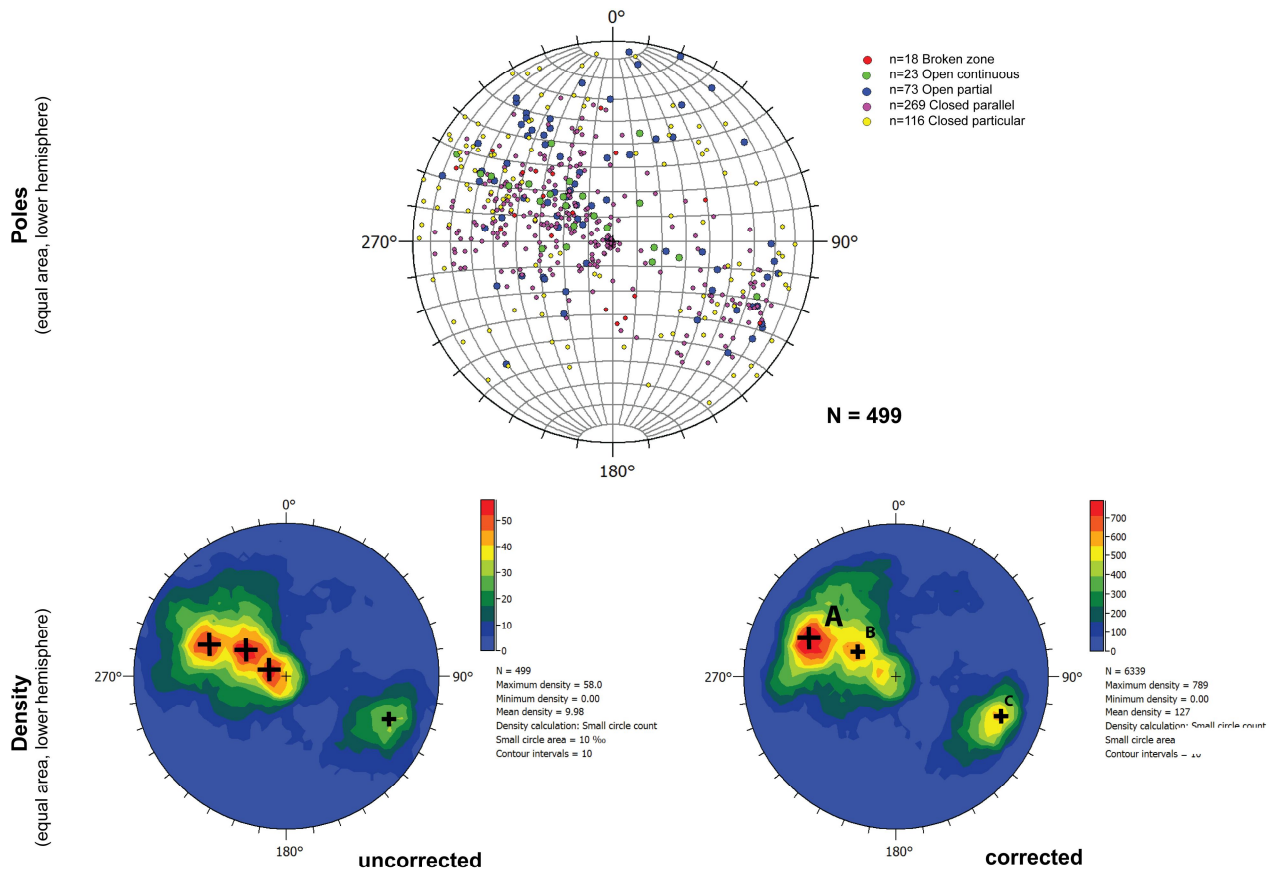 Poles
(equal area, lower hemisphere)
0°
270°
90°
180°
n=18 Broken zone
n=23 Open continuous
n=73 Open partial
n=269 Closed parallel
n=116 Closed particular
N = 499
Density
(equal area, lower hemisphere)
0°
270°
90°
180°
50
40
30
20
10
0
N = 499
Maximum density = 58.0
Minimum density = 0.00
Mean density = 9.98
Density calculation: Small circle count
Small circle area = 10 ‰
Contour intervals = 10
uncorrected
0°
270°
90°
180°
A
B
C
700
600
500
400
300
200
100
0
N = 6339
Maximum density = 789
Minimum density = 0.00
Mean density = 127
Density calculation: Small circle count
Small circle area
Contour intervals = 10
corrected